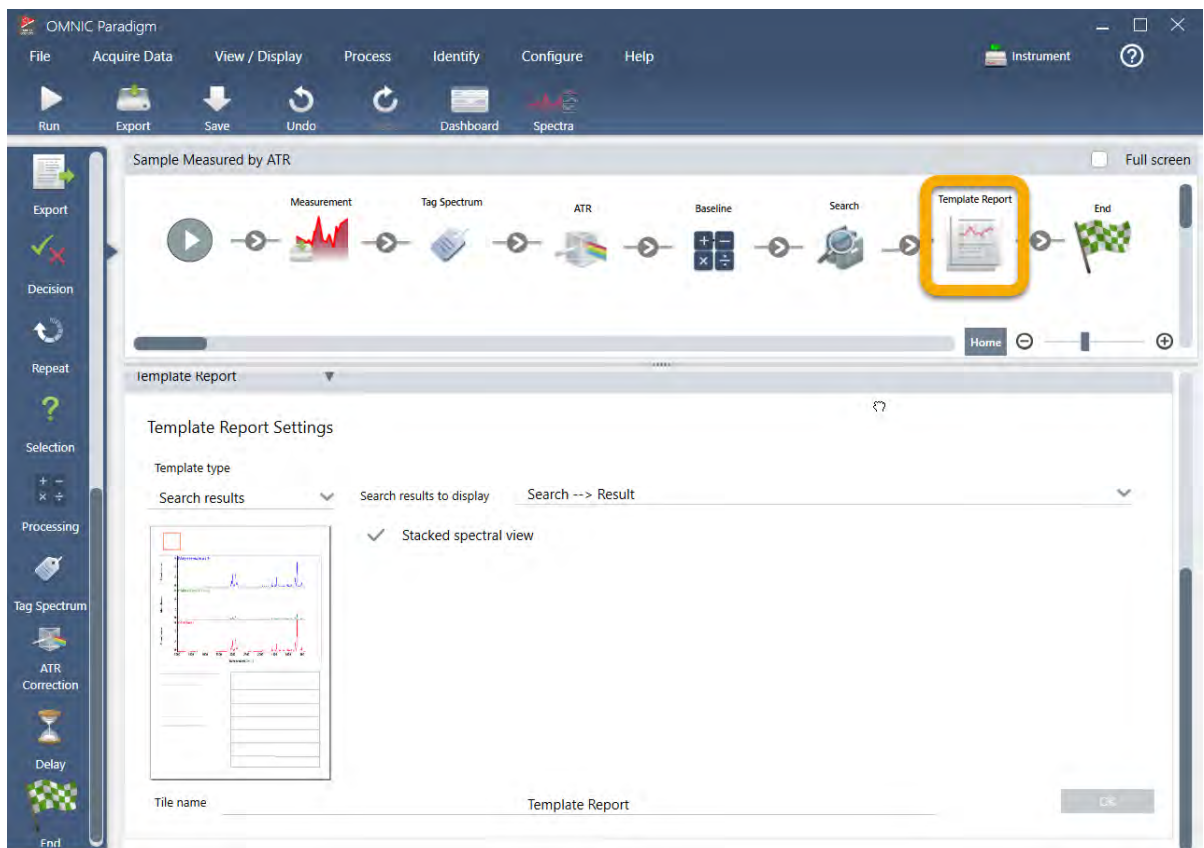 OMNIC Paradigm
File Acquire Data View / Display Process Identify Configure Help Instrument
Run Export Save Undo Dashboard Spectra
Sample Measured by ATR Full screen
Export
Decision
Repeat
Selection
Processing
Tag Spectrum
ATR
Correction
Delay
End
Measurement Tag Spectrum ATR Baseline Search Template Report End
Home
Template Report
Template Report Settings
Template type
Search results Search results to display Search --> Result
Stacked spectral view
Tile name Template Report OK